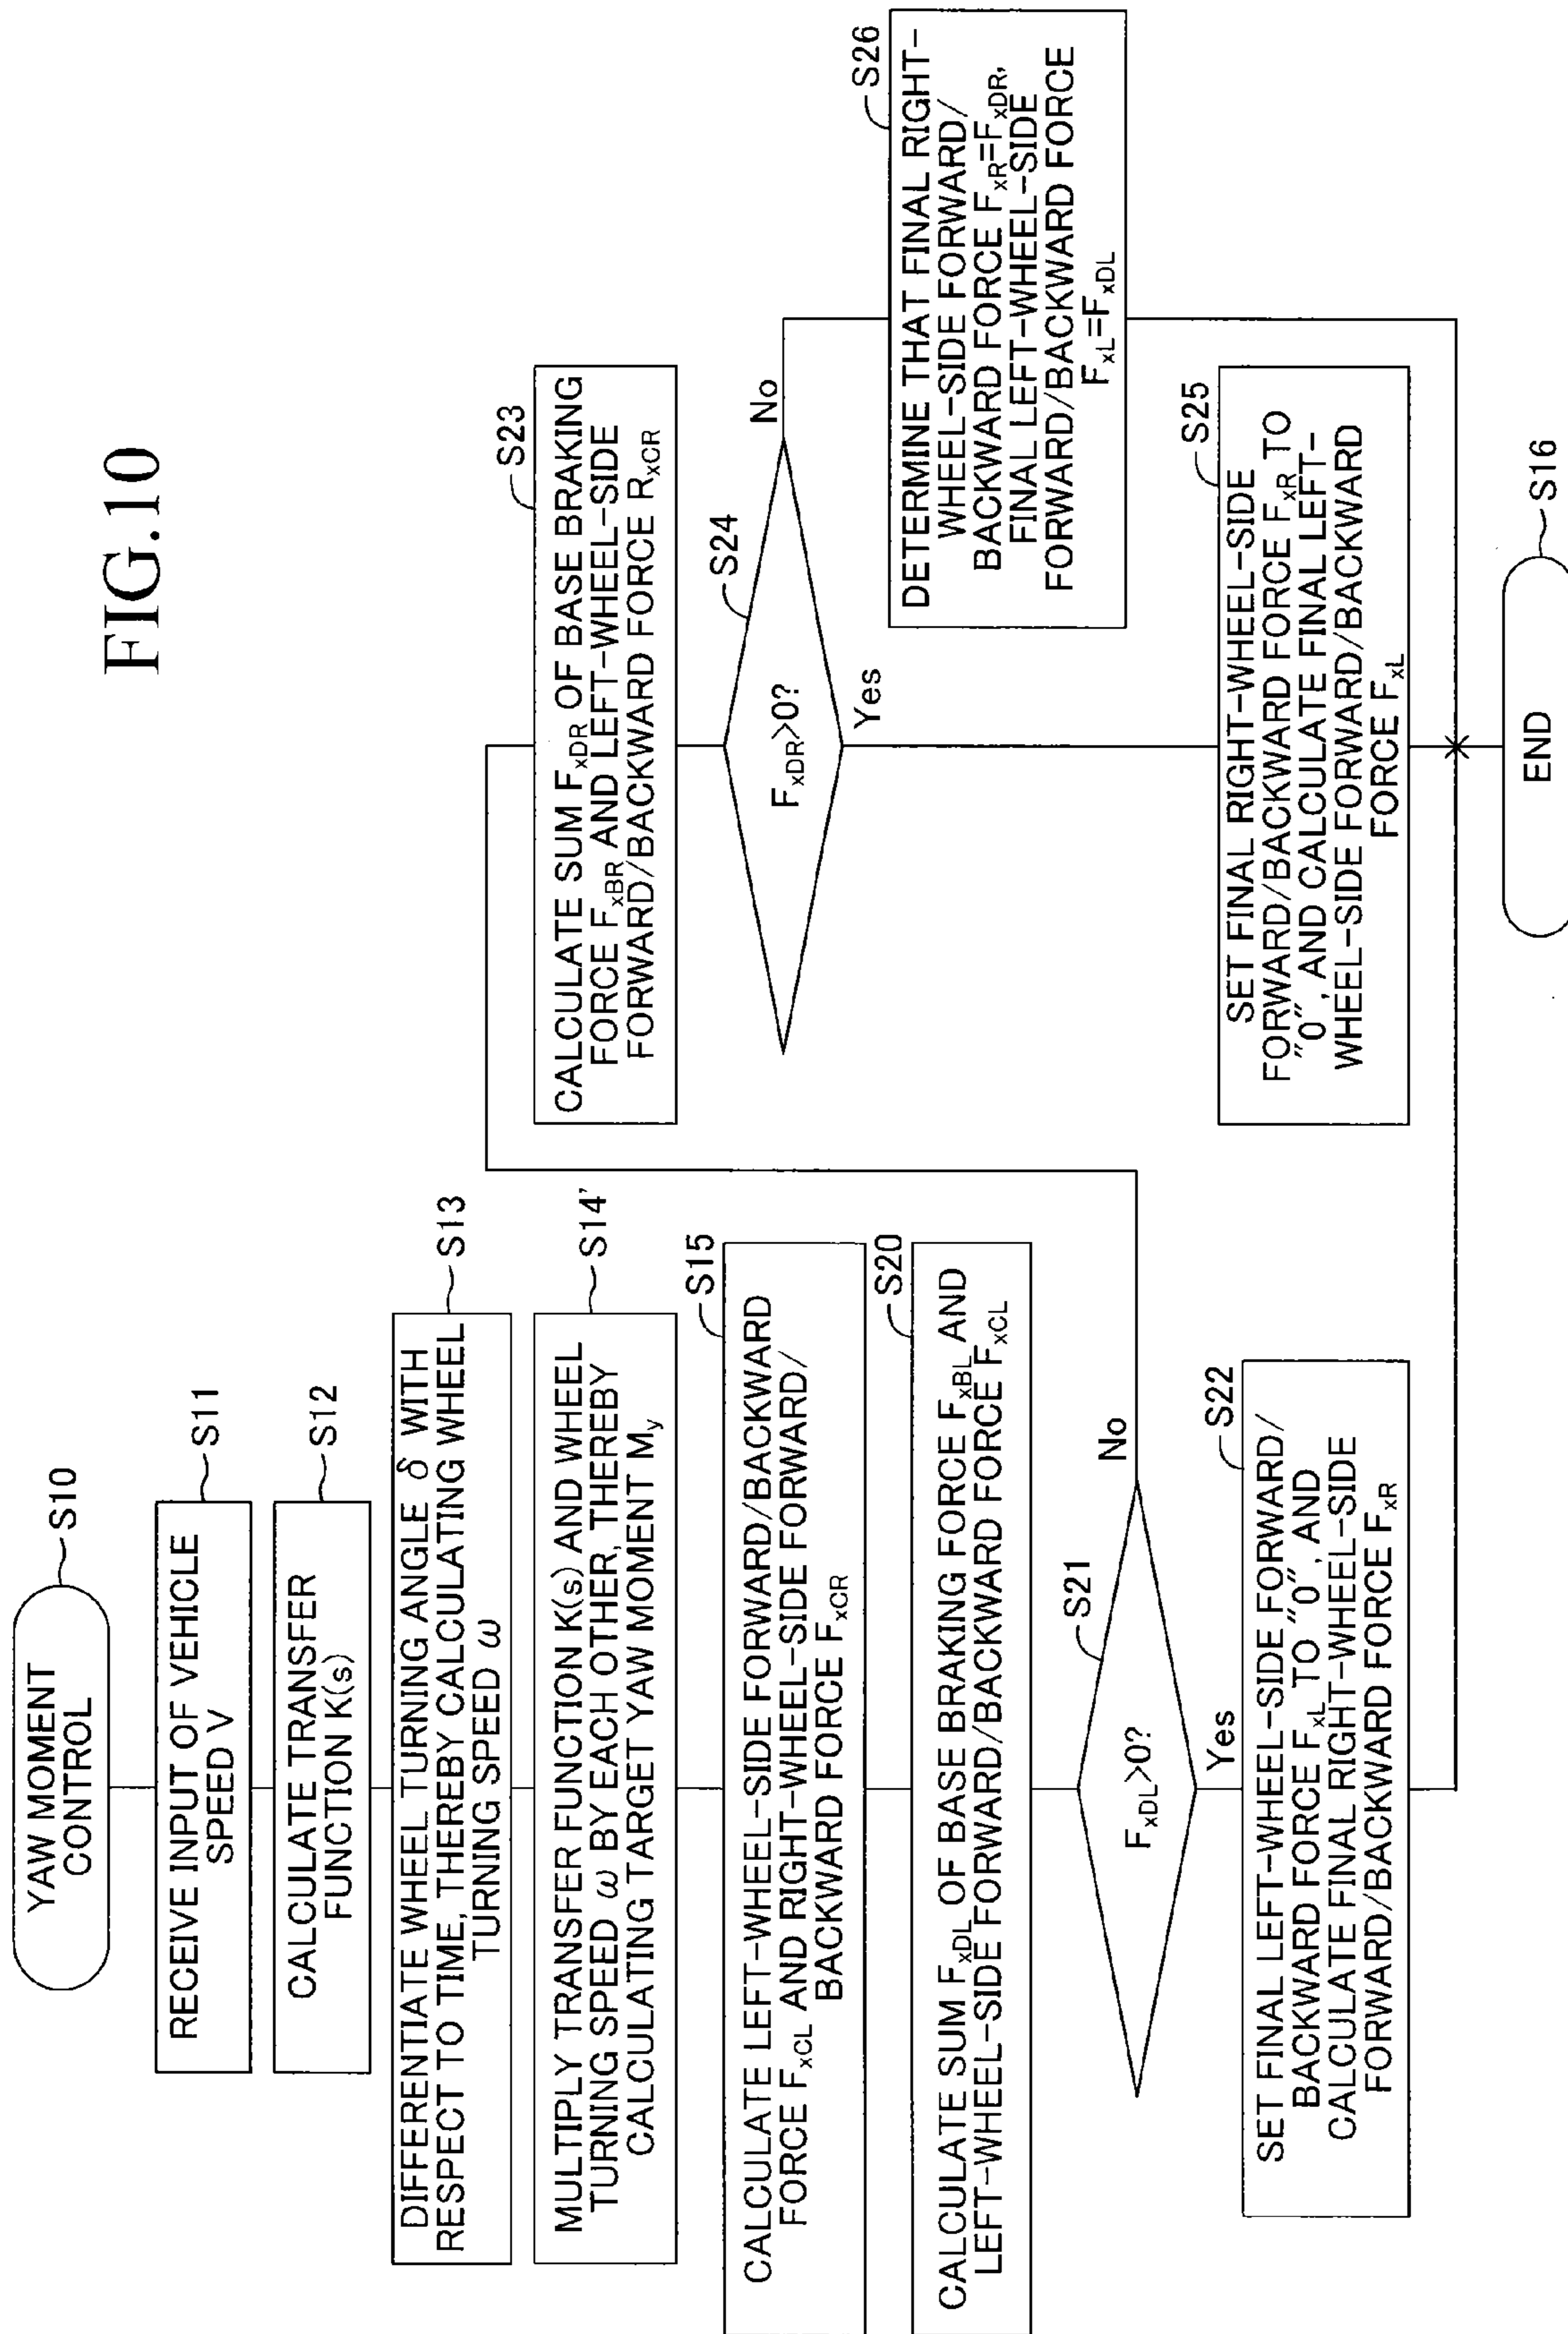 FIG.10
YAW MOMENT
CONTROL
S10
RECEIVE INPUT OF VEHICLE
SPEED V
S11
CALCULATE TRANSFER
FUNCTION K(s)
S12
DIFFERENTIATE WHEEL TURNING ANGLE δ WITH
RESPECT TO TIME, THEREBY CALCULATING WHEEL
TURNING SPEED ω
S13
MULTIPLY TRANSFER FUNCTION K(s) AND WHEEL
TURNING SPEED ω BY EACH OTHER, THEREBY
CALCULATING TARGET YAW MOMENT My
S14'
CALCULATE LEFT-WHEEL-SIDE FORWARD/BACKWARD
FORCE FxCL AND RIGHT-WHEEL-SIDE FORWARD/
BACKWARD FORCE FxCR
S15
CALCULATE SUM FxDL OF BASE BRAKING FORCE FxBL AND
LEFT-WHEEL-SIDE FORWARD/BACKWARD FORCE FxCL
S20
FxDL>0?
S21
No
Yes
SET FINAL LEFT-WHEEL-SIDE FORWARD/
BACKWARD FORCE FxL TO "0", AND
CALCULATE FINAL RIGHT-WHEEL-SIDE
FORWARD/BACKWARD FORCE FxR
S22
CALCULATE SUM FxDR OF BASE BRAKING
FORCE FxBR AND LEFT-WHEEL-SIDE
FORWARD/BACKWARD FORCE RxCR
S23
FxDR>0?
S24
No
Yes
DETERMINE THAT FINAL RIGHT-
WHEEL-SIDE FORWARD/
BACKWARD FORCE FxR=FxDR,
FINAL LEFT-WHEEL-SIDE
FORWARD/BACKWARD FORCE
FxL=FxDL
S26
SET FINAL RIGHT-WHEEL-SIDE
FORWARD/BACKWARD FORCE FxR TO
"0", AND CALCULATE FINAL LEFT-
WHEEL-SIDE FORWARD/BACKWARD
FORCE FxL
S25
END
S16